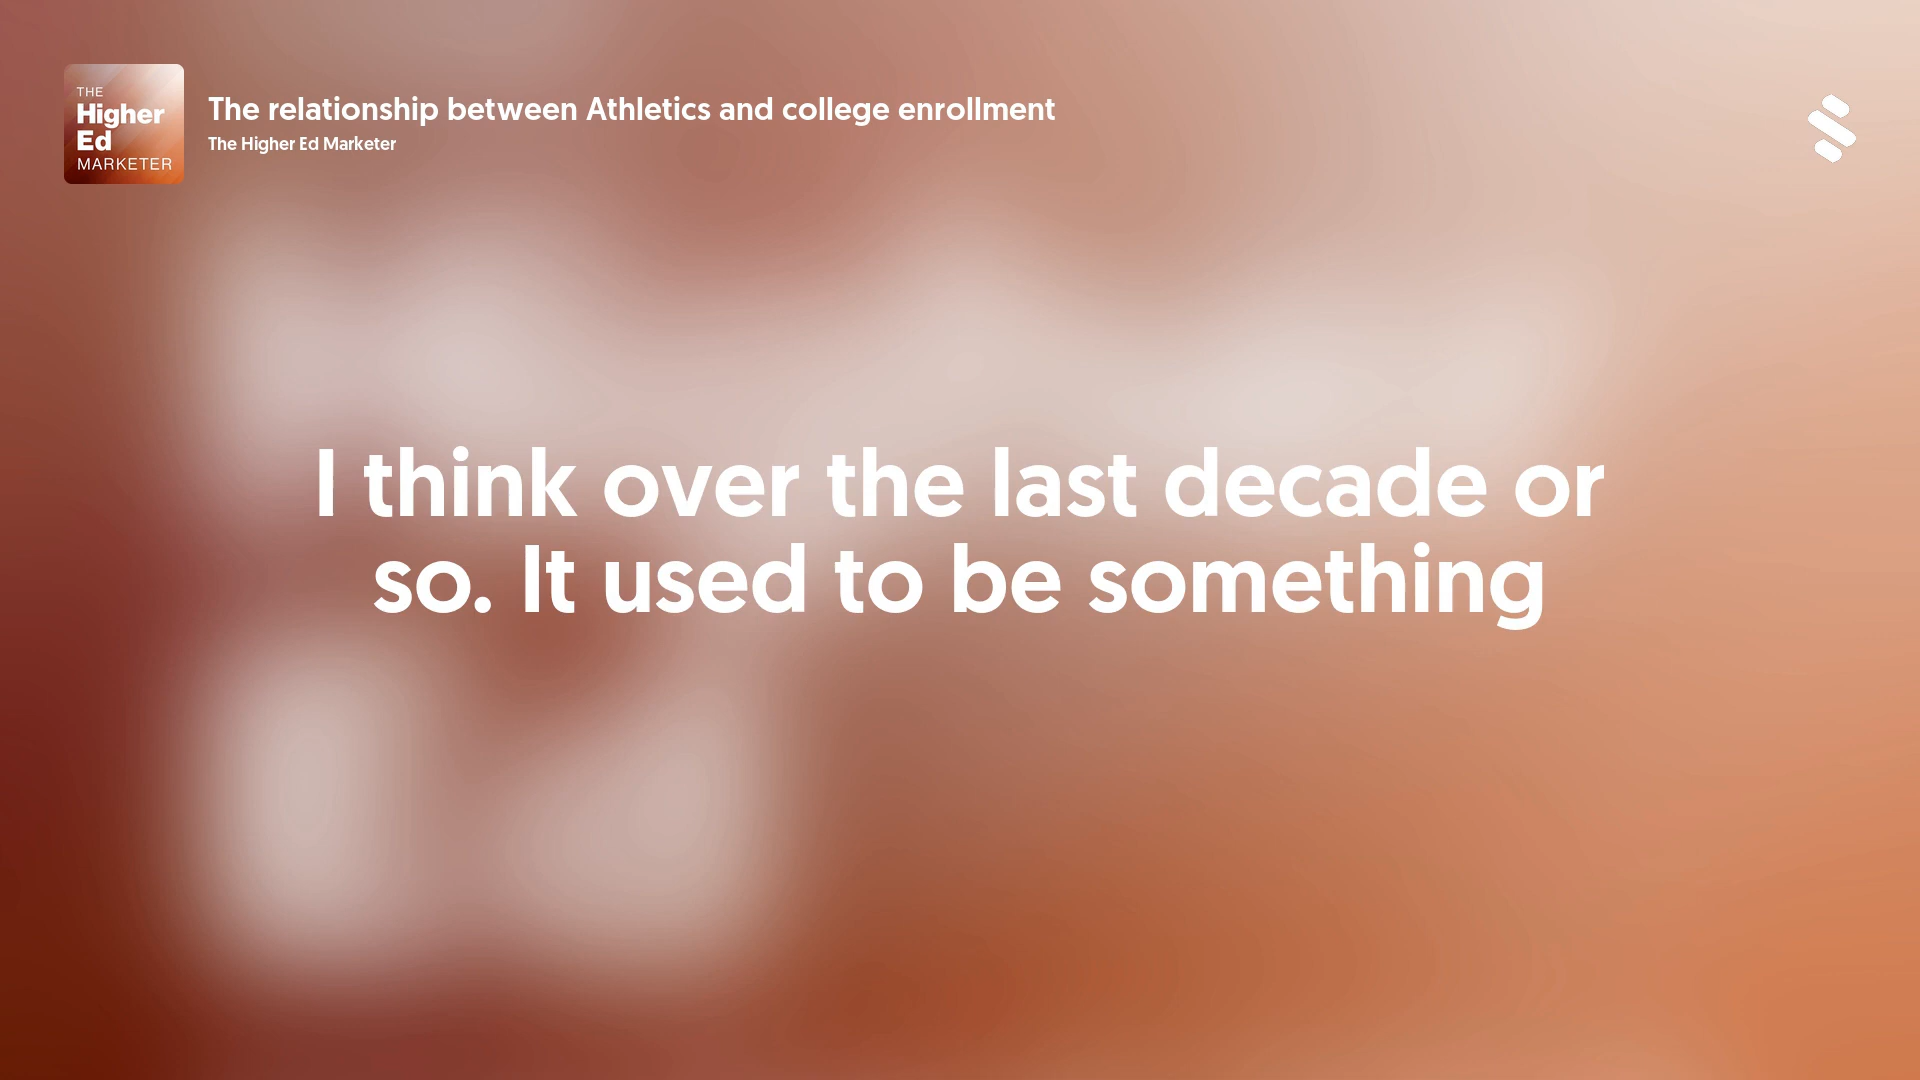 THE
Higher
Ed
MARKETER
The relationship between Athletics and college enrollment
The Higher Ed Marketer
I think over the last decade or
so. It used to be something